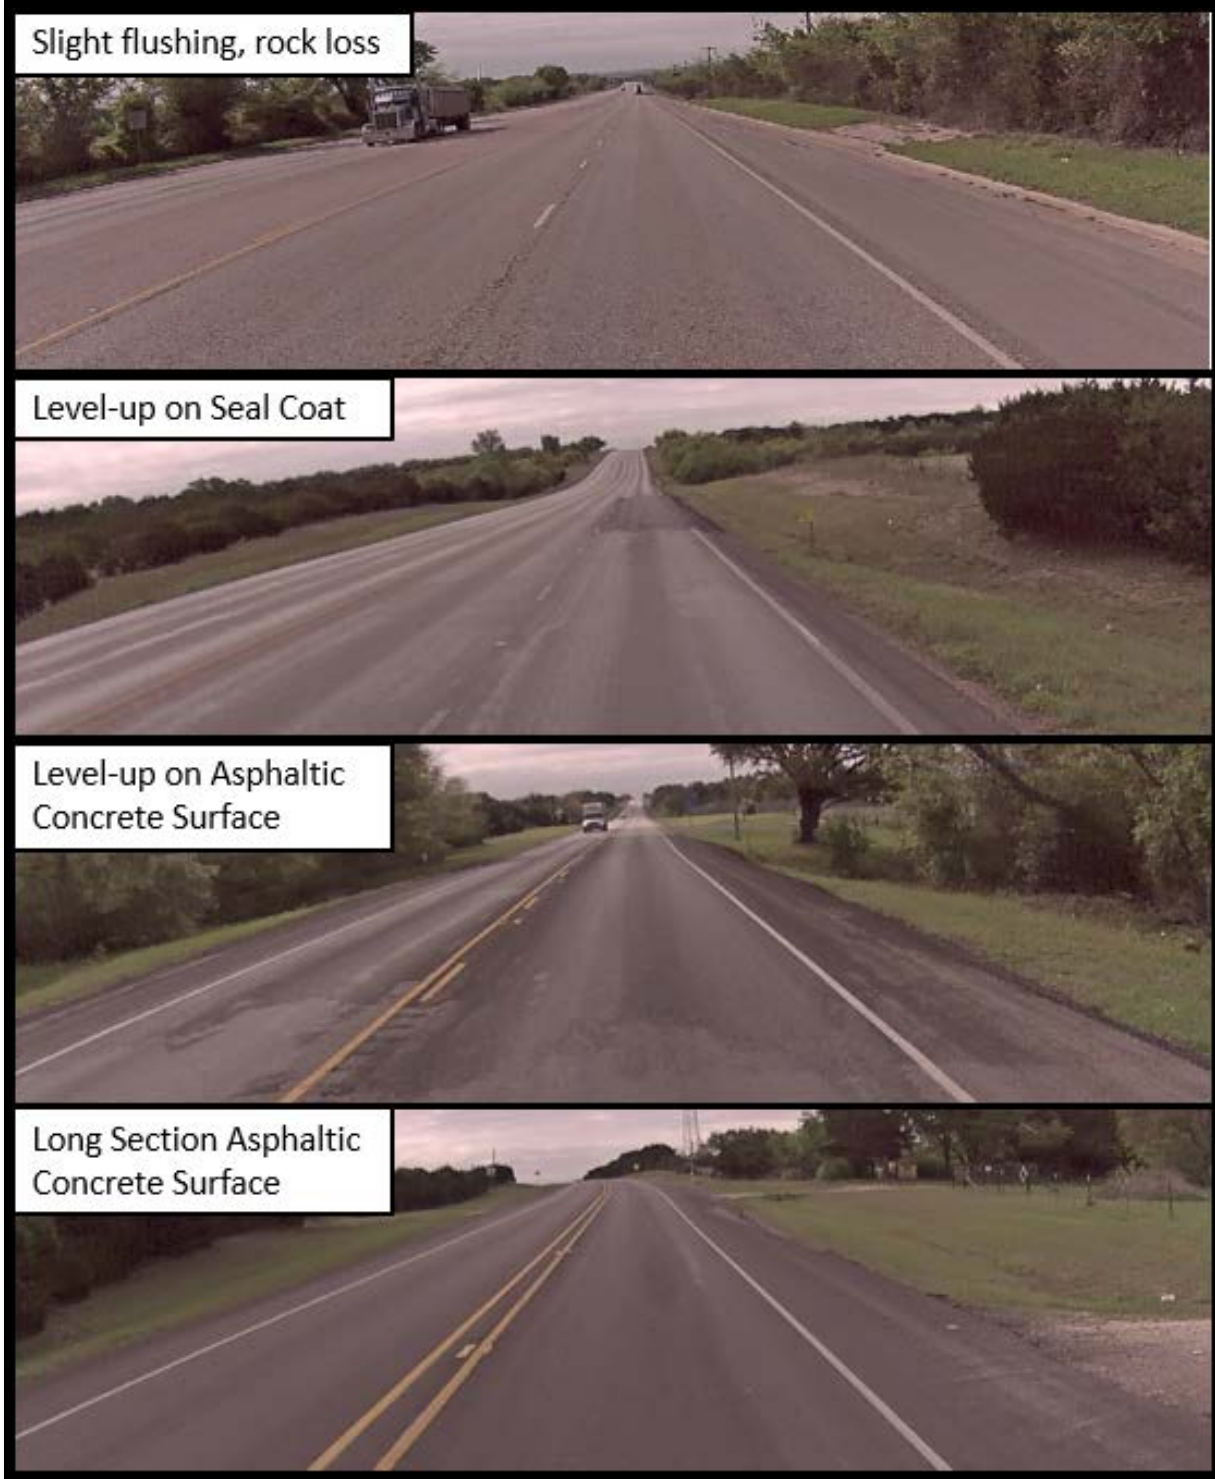 Slight flushing, rock loss
Level-up on Seal Coat
Level-up on Asphaltic
Concrete Surface
Long Section Asphaltic
Concrete Surface